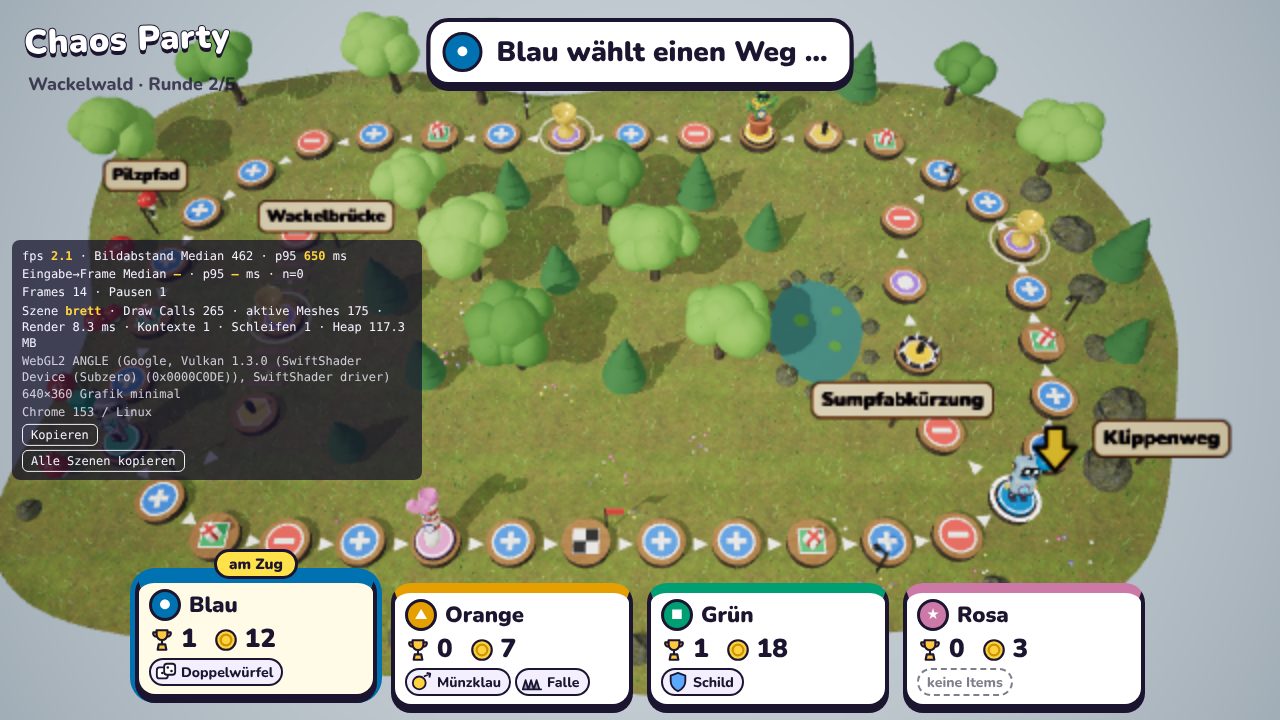 Chaos Party
Wackelwald · Runde 2/5
Blau wählt einen Weg ...
Pilzpfad
Wackelbrücke
fps 2.1 · Bildabstand Median 462 · p95 650 ms
Eingabe→Frame Median – · p95 – ms · n=0
Frames 14 · Pausen 1
Szene brett · Draw Calls 265 · aktive Meshes 175 ·
Render 8.3 ms · Kontexte 1 · Schleifen 1 · Heap 117.3
MB
WebGL2 ANGLE (Google, Vulkan 1.3.0 (SwiftShader
Device (Subzero) (0x0000C0DE)), SwiftShader driver)
640×360 Grafik minimal
Chrome 153 / Linux
Kopieren
Alle Szenen kopieren
Sumpfabkürzung
Klippenweg
am Zug
Blau
1 12
Doppelwürfel
Orange
0 7
Münzklau Falle
Grün
1 18
Schild
Rosa
0 3
keine Items